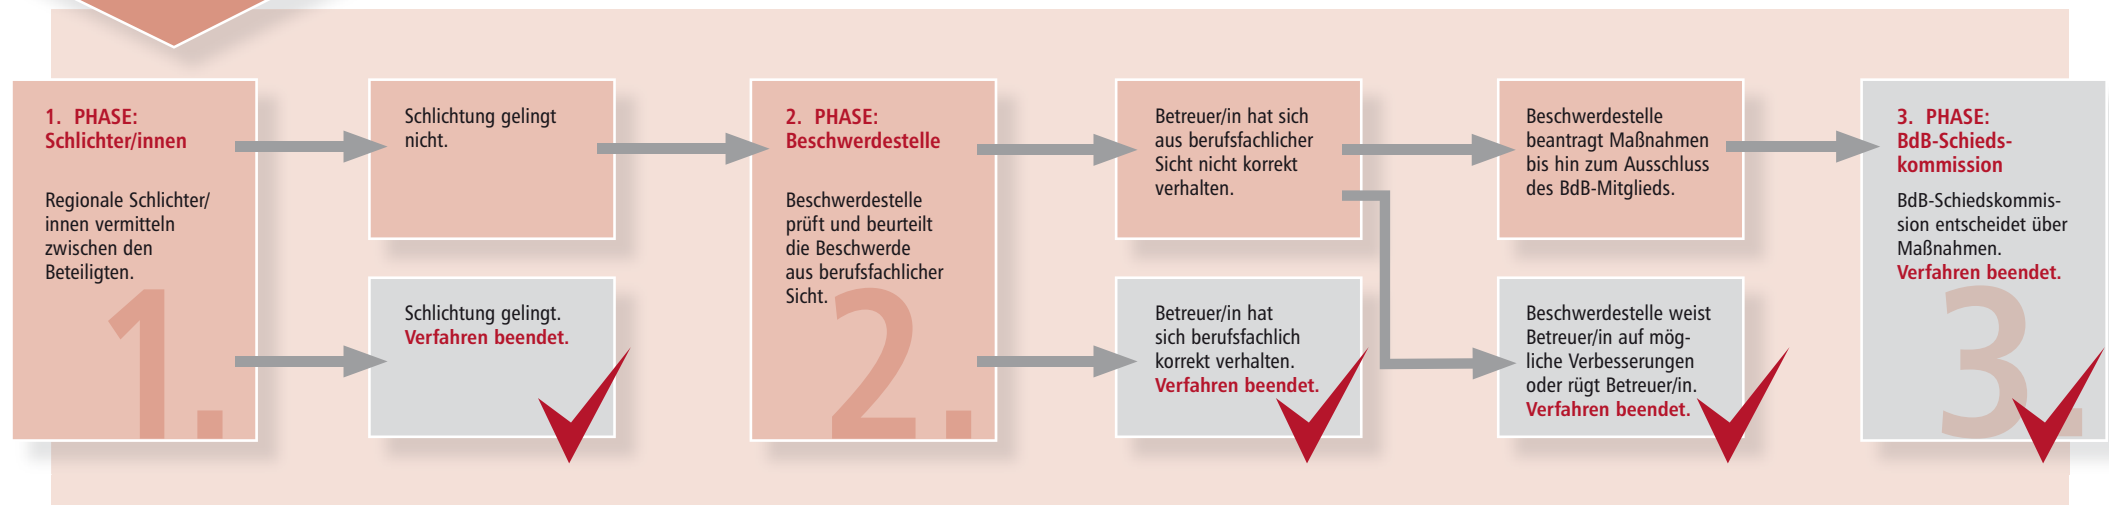 1. PHASE:
Schlichter/innen
Regionale Schlichter/
innen vermitteln
zwischen den
Beteiligten.
1.
Schlichtung gelingt
nicht.
Schlichtung gelingt.
Verfahren beendet.
2. PHASE:
Beschwerdestelle
Beschwerdestelle
prüft und beurteilt
die Beschwerde
aus berufsfachlicher
Sicht.
2.
Betreuer/in hat sich
aus berufsfachlicher
Sicht nicht korrekt
verhalten.
Betreuer/in hat
sich berufsfachlich
korrekt verhalten.
Verfahren beendet.
Beschwerdestelle
beantragt Maßnahmen
bis hin zum Ausschluss
des BdB-Mitglieds.
Beschwerdestelle weist
Betreuer/in auf mög-
liche Verbesserungen
oder rügt Betreuer/in.
Verfahren beendet.
3. PHASE:
BdB-Schieds-
kommission
BdB-Schiedskommis-
sion entscheidet über
Maßnahmen.
Verfahren beendet.
3.